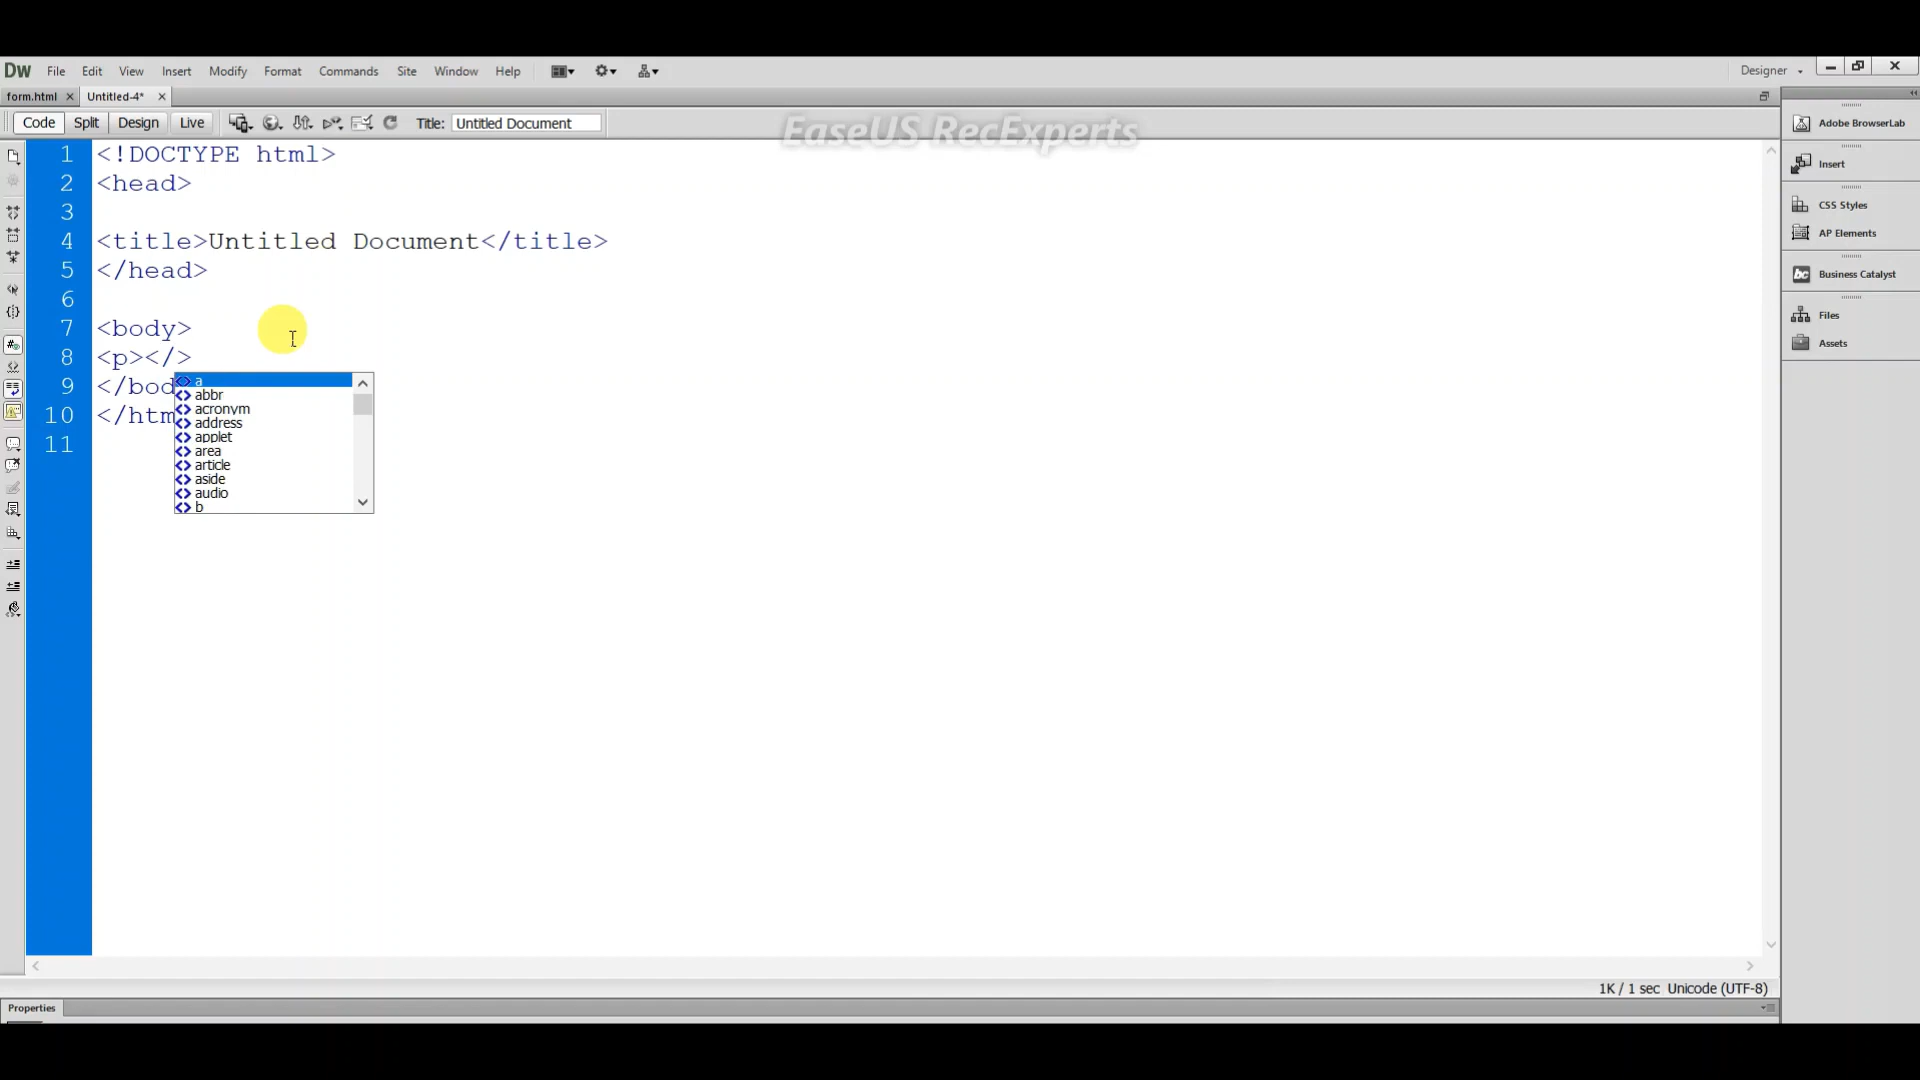 Dw File Edit View Insert Modify Format Commands Site Window Help Designer
form.html Untitled-4*
Code Split Design Live Title: Untitled Document
EaseUS RecExperts
1 <!DOCTYPE html>
2 <head>
3
4 <title>Untitled Document</title>
5 </head>
6
7 <body>
8 <p></>
9 </bod
10 </htm
11
a
abbr
acronym
address
applet
area
article
aside
audio
b
Adobe BrowserLab
Insert
CSS Styles
AP Elements
bc Business Catalyst
Files
Assets
1K / 1 sec Unicode (UTF-8)
Properties